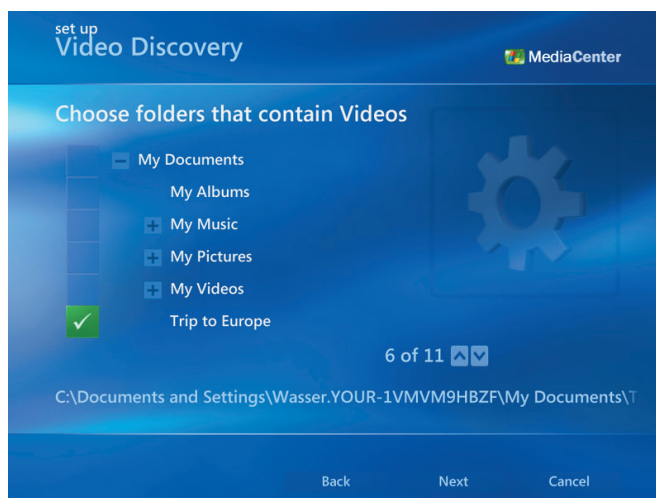 set up
Video Discovery
MediaCenter
Choose folders that contain Videos
My Documents
My Albums
My Music
My Pictures
My Videos
Trip to Europe
6 of 11
C:\Documents and Settings\Wasser.YOUR-1VMVM9HBZF\My Documents\T
Back Next Cancel